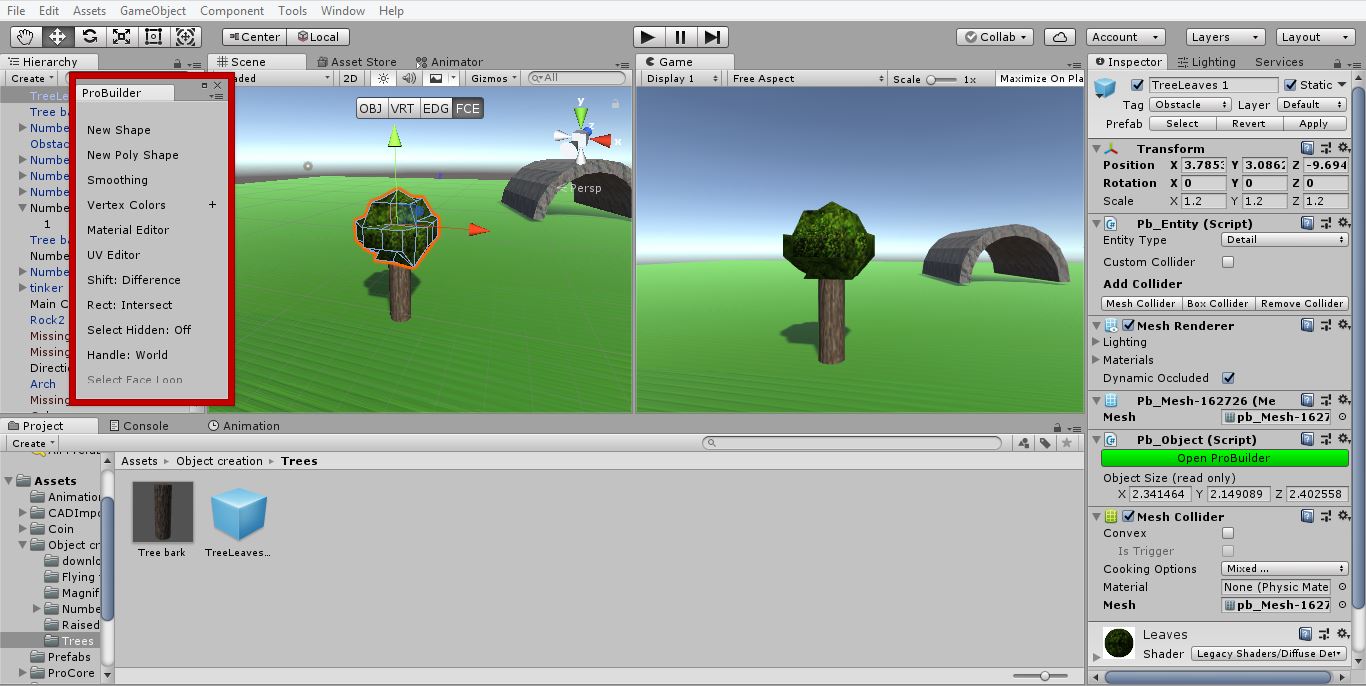 File Edit Assets GameObject Component Tools Window Help
Center Local Collab Account Layers Layout
Hierarchy
Create
TreeLe
Tree ba
Numbe
Obstac
Numbe
Numbe
Numbe
Numbe
1
Tree ba
Numbe
Numbe
tinker
Main C
Rock2
Missing
Missing
Directi
Arch
Missing
ProBuilder
New Shape
New Poly Shape
Smoothing
Vertex Colors +
Material Editor
UV Editor
Shift: Difference
Rect: Intersect
Select Hidden: Off
Handle: World
Select Face Loop
Scene Asset Store Animator
aded 2D Gizmos All
OBJ VRT EDG FCE
y
x
z
Persp
Game
Display 1 Free Aspect Scale 1x Maximize On Pla
Inspector Lighting Services
TreeLeaves 1 Static
Tag Obstacle Layer Default
Prefab Select Revert Apply
Transform
Position X 3.785 Y 3.086 Z -9.694
Rotation X 0 Y 0 Z 0
Scale X 1.2 Y 1.2 Z 1.2
Pb_Entity (Script)
Entity Type Detail
Custom Collider
Add Collider
Mesh Collider Box Collider Remove Collider
Mesh Renderer
Lighting
Materials
Dynamic Occluded
Pb_Mesh-162726 (Me
Mesh pb_Mesh-1627
Pb_Object (Script)
Open ProBuilder
Object Size (read only)
X 2.341464 Y 2.149089 Z 2.402558
Mesh Collider
Convex
Is Trigger
Cooking Options Mixed ...
Material None (Physic Mate
Mesh pb_Mesh-1627
Leaves
Shader Legacy Shaders/Diffuse Det
Project Console Animation
Create
Assets
Animation
CADImpo
Coin
Object cr
downlo
Flying
Magnif
Numbe
Raised
Trees
Prefabs
ProCore
Assets ▸ Object creation ▸ Trees
Tree bark TreeLeaves...